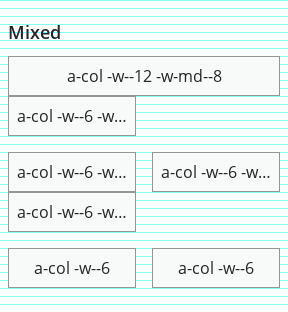 Mixed
a-col -w--12 -w-md--8
a-col -w--6 -w...
a-col -w--6 -w... a-col -w--6 -w...
a-col -w--6 -w...
a-col -w--6 a-col -w--6